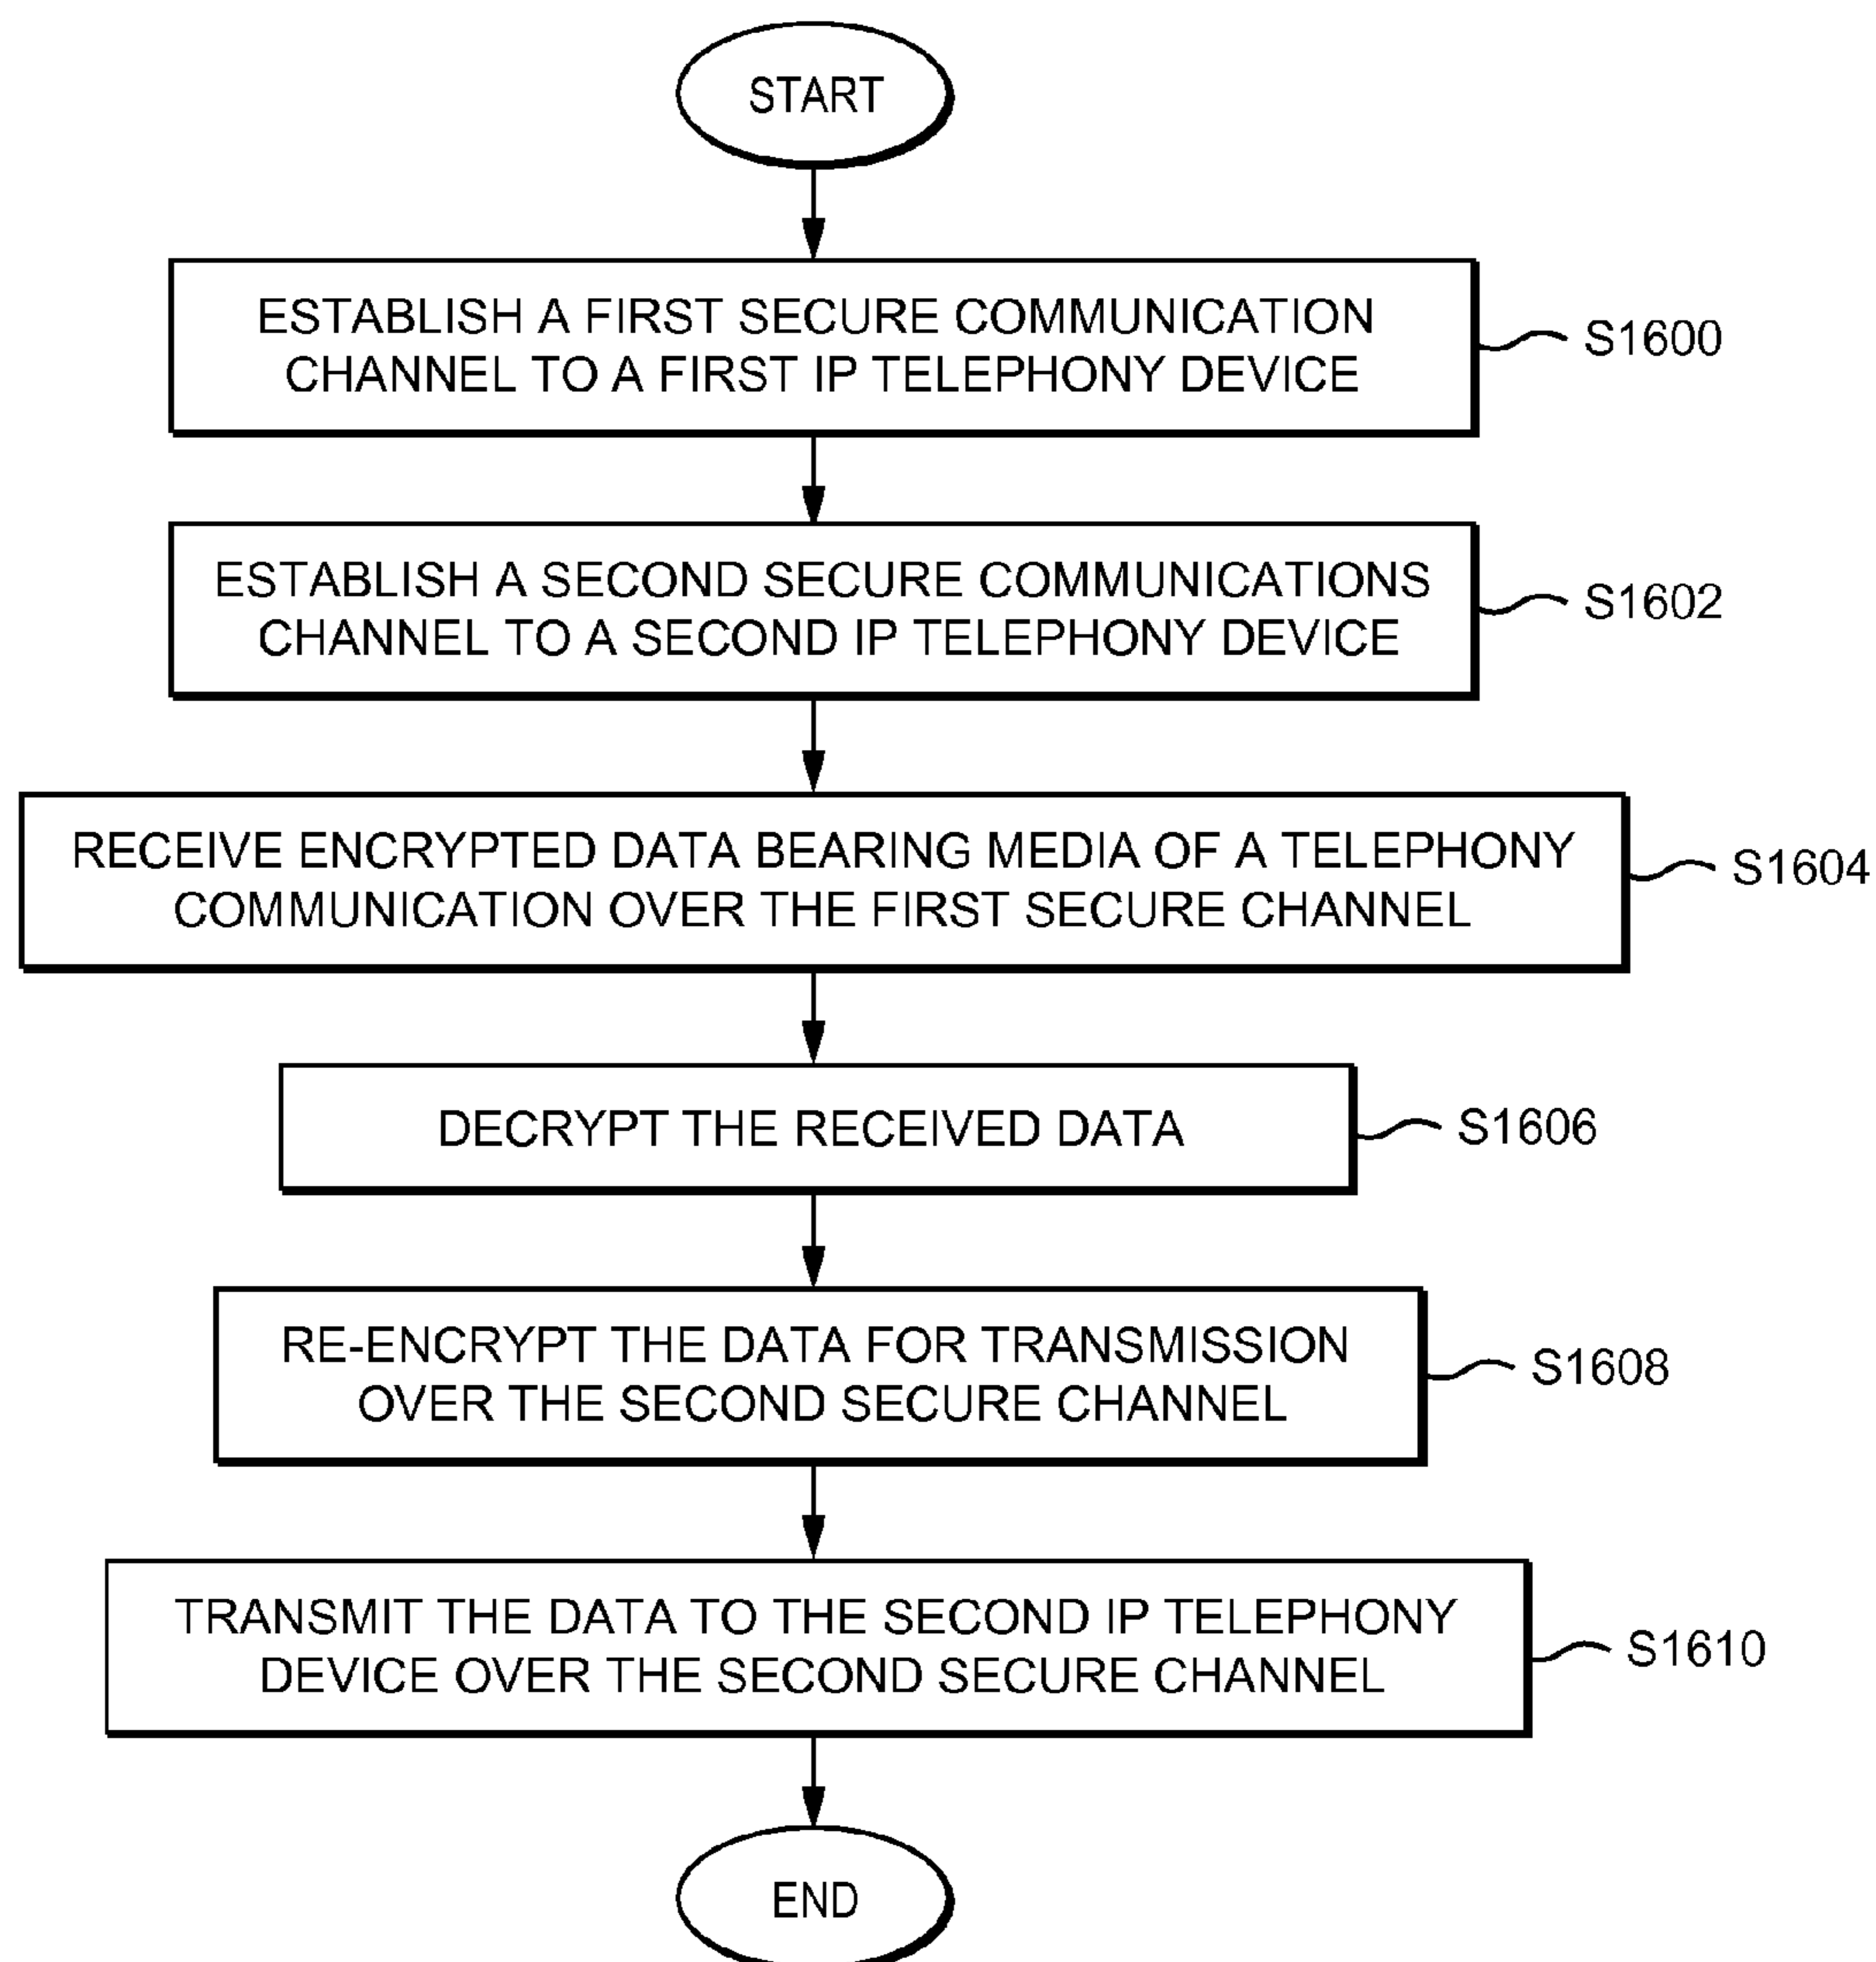 START
ESTABLISH A FIRST SECURE COMMUNICATION
CHANNEL TO A FIRST IP TELEPHONY DEVICE
S1600
ESTABLISH A SECOND SECURE COMMUNICATIONS
CHANNEL TO A SECOND IP TELEPHONY DEVICE
S1602
RECEIVE ENCRYPTED DATA BEARING MEDIA OF A TELEPHONY
COMMUNICATION OVER THE FIRST SECURE CHANNEL
S1604
DECRYPT THE RECEIVED DATA
S1606
RE-ENCRYPT THE DATA FOR TRANSMISSION
OVER THE SECOND SECURE CHANNEL
S1608
TRANSMIT THE DATA TO THE SECOND IP TELEPHONY
DEVICE OVER THE SECOND SECURE CHANNEL
S1610
END